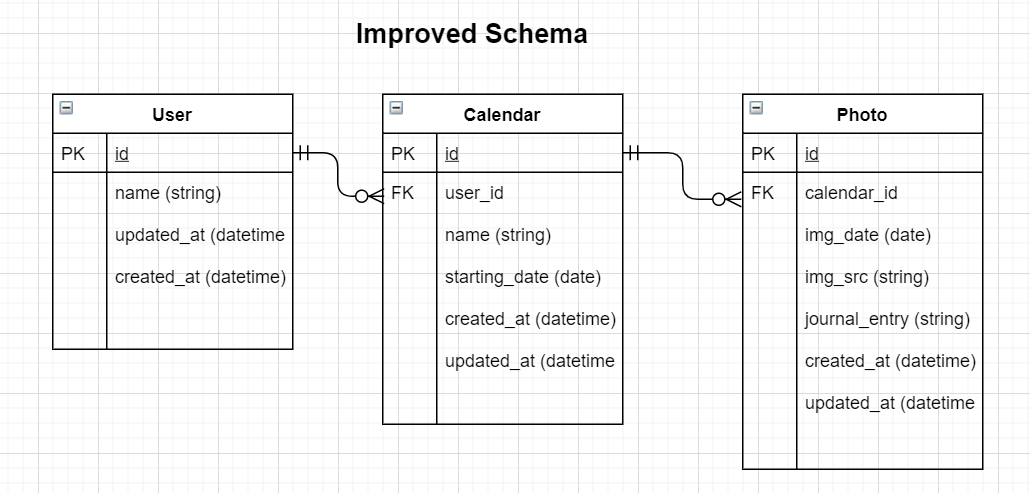 Improved Schema
User
PK id
name (string)
updated_at (datetime
created_at (datetime)
Calendar
PK id
FK user_id
name (string)
starting_date (date)
created_at (datetime)
updated_at (datetime
Photo
PK id
FK calendar_id
img_date (date)
img_src (string)
journal_entry (string)
created_at (datetime)
updated_at (datetime